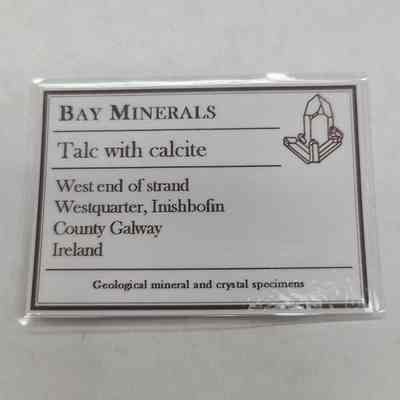 BAY MINERALS
Talc with calcite
West end of strand
Westquarter, Inishbofin
County Galway
Ireland
Geological mineral and crystal specimens